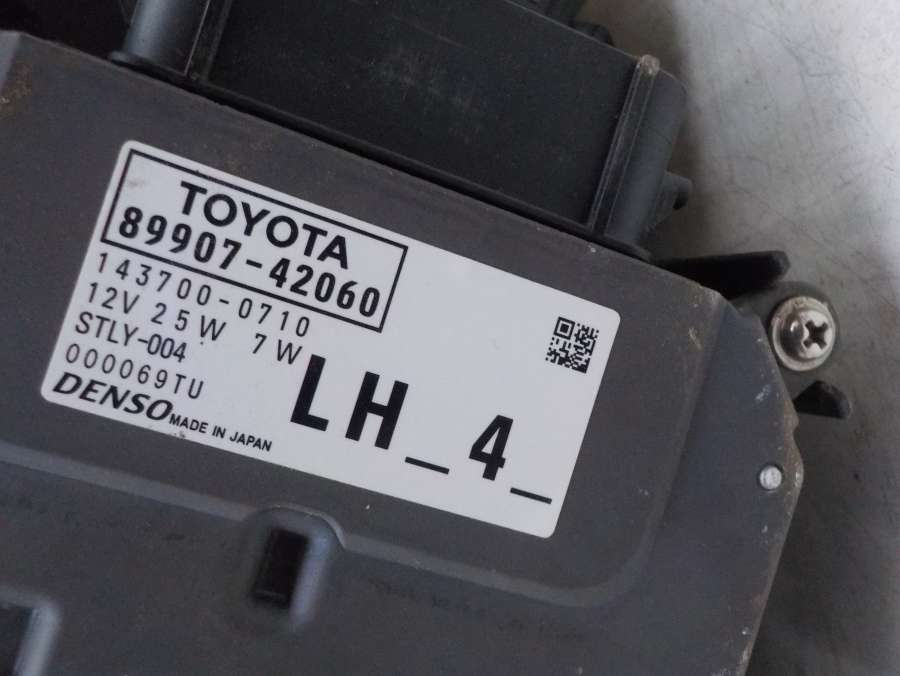 TOYOTA
89907-42060
143700-0710
12V 25W 7W
STLY-004
000069TU
DENSO MADE IN JAPAN
LH_4_